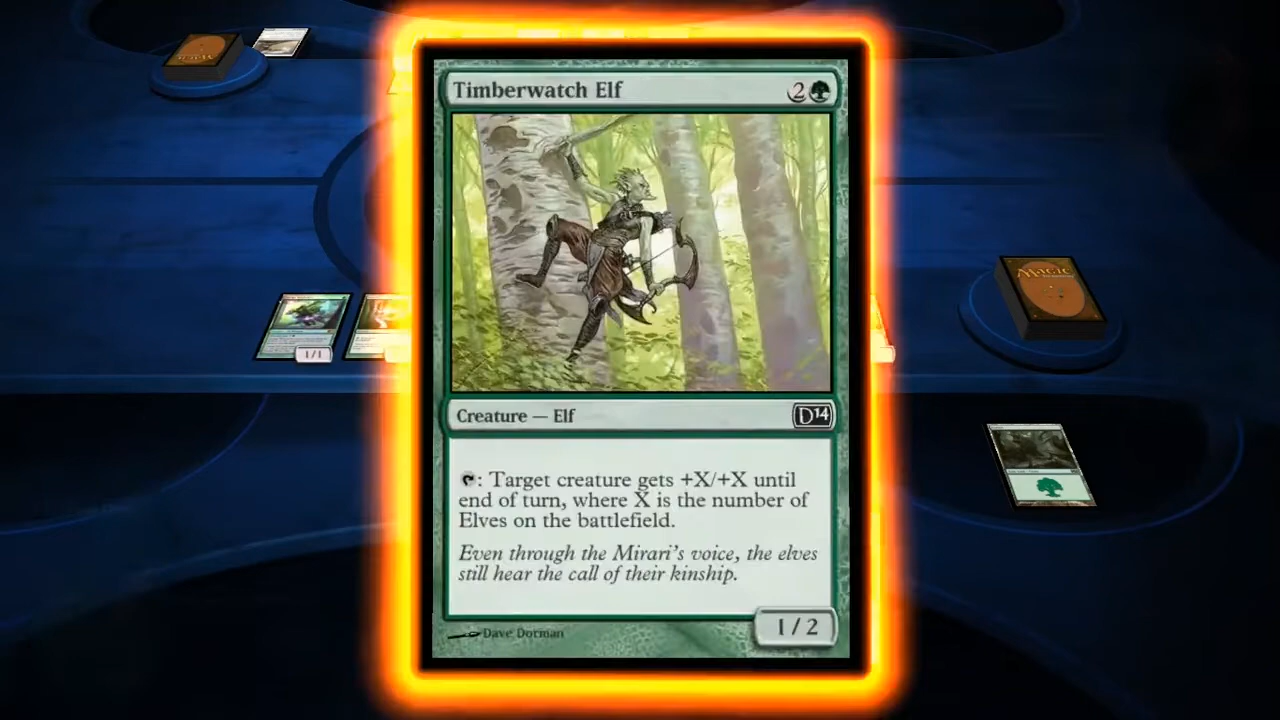 Timberwatch Elf 2
Creature — Elf D14
: Target creature gets +X/+X until
end of turn, where X is the number of
Elves on the battlefield.
Even through the Mirari's voice, the elves
still hear the call of their kinship.
1 / 2
Dave Dorman
1/1
MAGIC